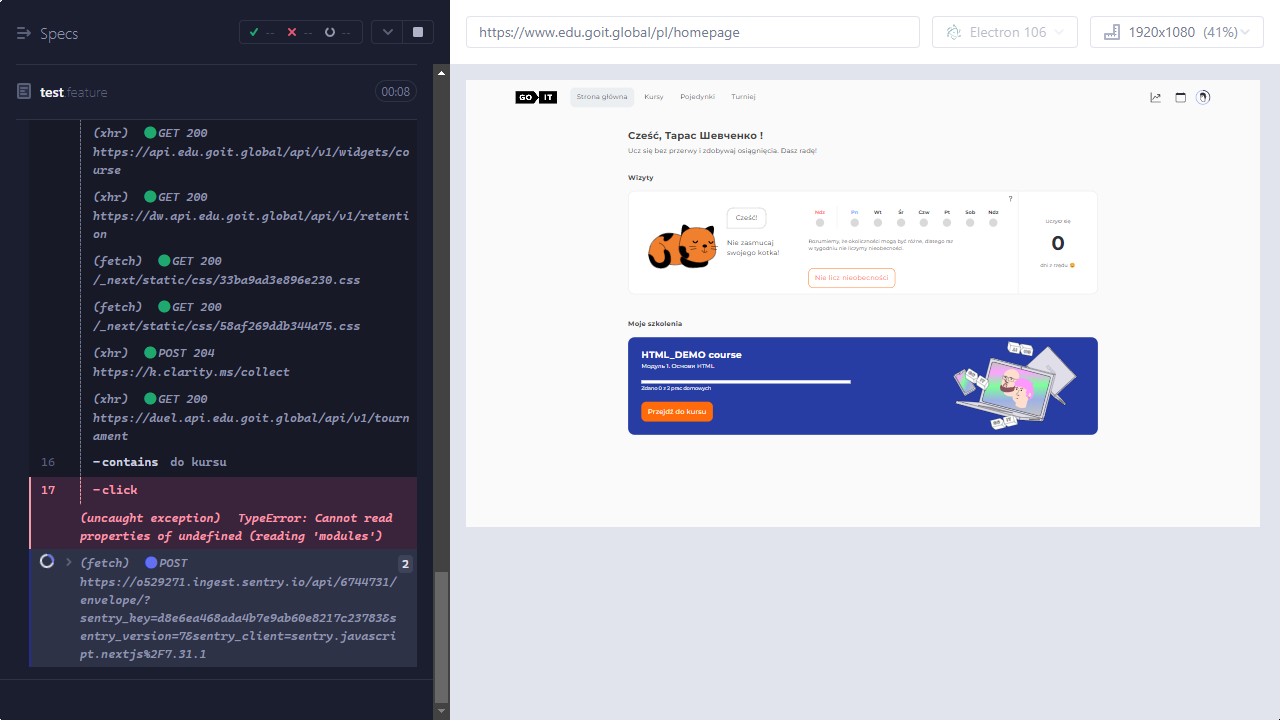 Specs
-- -- --
https://www.edu.goit.global/pl/homepage
Electron 106
1920x1080 (41%)
test.feature
00:08
(xhr) GET 200
https://api.edu.goit.global/api/v1/widgets/co
urse
(xhr) GET 200
https://dw.api.edu.goit.global/api/v1/retenti
on
(fetch) GET 200
/_next/static/css/33ba9ad3e896e230.css
(fetch) GET 200
/_next/static/css/58af269ddb344a75.css
(xhr) POST 204
https://h.clarity.ms/collect
(xhr) GET 200
https://duel.api.edu.goit.global/api/v1/tourn
ament
16 -contains do kursu
17 -click
(uncaught exception) TypeError: Cannot read
properties of undefined (reading 'modules')
(fetch) POST 2
https://o529271.ingest.sentry.io/api/6744731/
envelope/?
sentry_key=d8e6ea468ada4b7e9ab60e8217c23783&s
entry_version=7&sentry_client=sentry.javascri
pt.nextjs%2F7.31.1
GO IT
Strona główna Kursy Pojedynki Turniej
Cześć, Тарас Шевченко !
Ucz się bez przerwy i zdobywaj osiągnięcia. Dasz radę!
Wizyty
?
Cześć!
Nie zasmucaj
swojego kotka!
Ndz Pn Wt Śr Czw Pt Sob Ndz
Rozumiemy, że okoliczności mogą być różne, dlatego raz
w tygodniu nie liczymy nieobecności.
Nie licz nieobecności
Uczysz się
0
dni z rzędu
Moje szkolenia
HTML_DEMO course
Модуль 1. Основи HTML
Zdano 0 z 2 prac domowych
Przejdź do kursu